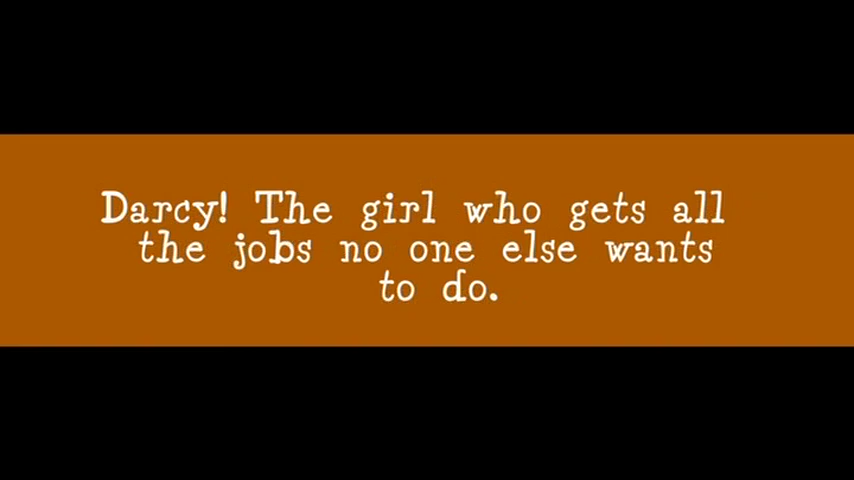 Darcy! The girl who gets all
the jobs no one else wants
to do.